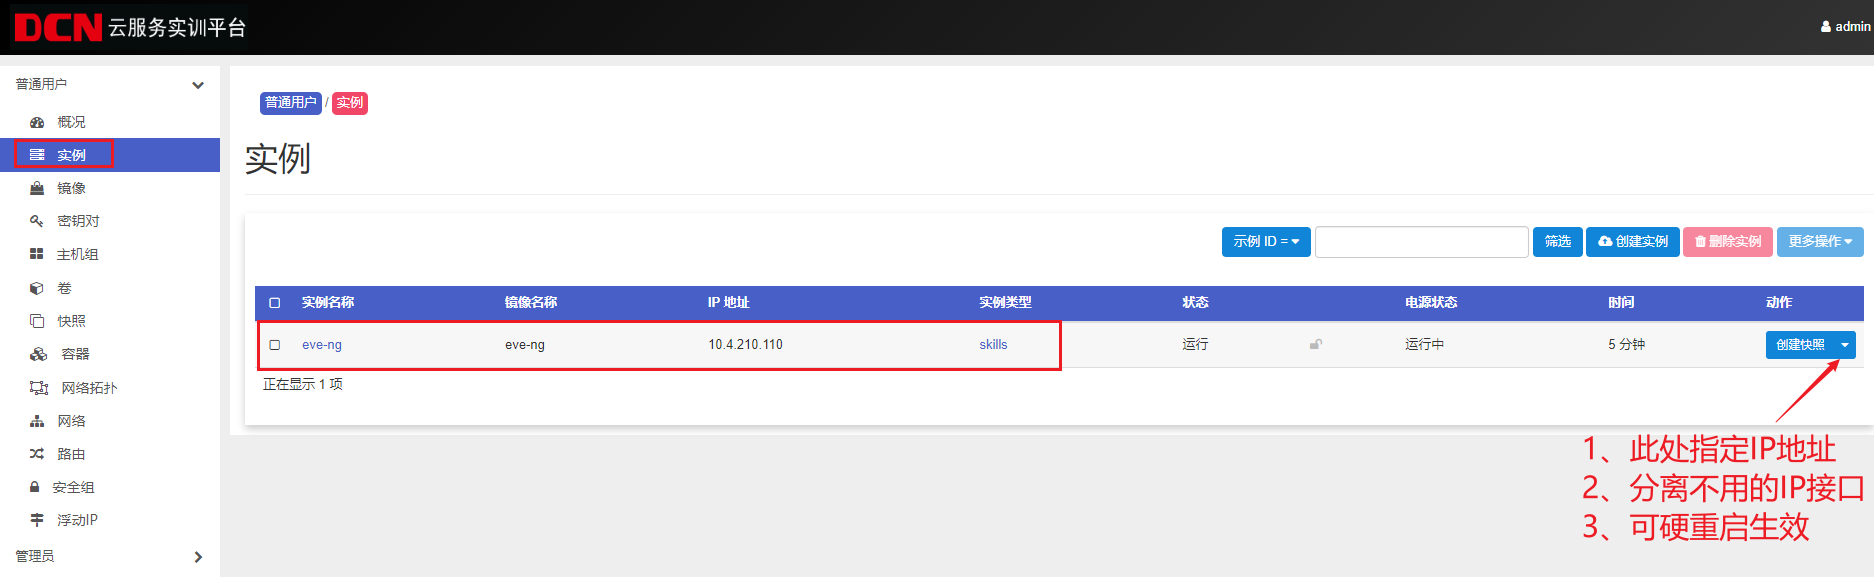 DCN 云服务实训平台
admin
普通用户
概况
实例
镜像
密钥对
主机组
卷
快照
容器
网络拓扑
网络
路由
安全组
浮动IP
管理员
普通用户 / 实例
实例
示例 ID = 筛选 创建实例 删除实例 更多操作
实例名称 镜像名称 IP 地址 实例类型 状态 电源状态 时间 动作
eve-ng eve-ng 10.4.210.110 skills 运行 运行中 5 分钟 创建快照
正在显示 1 项
1、此处指定IP地址
2、分离不用的IP接口
3、可硬重启生效